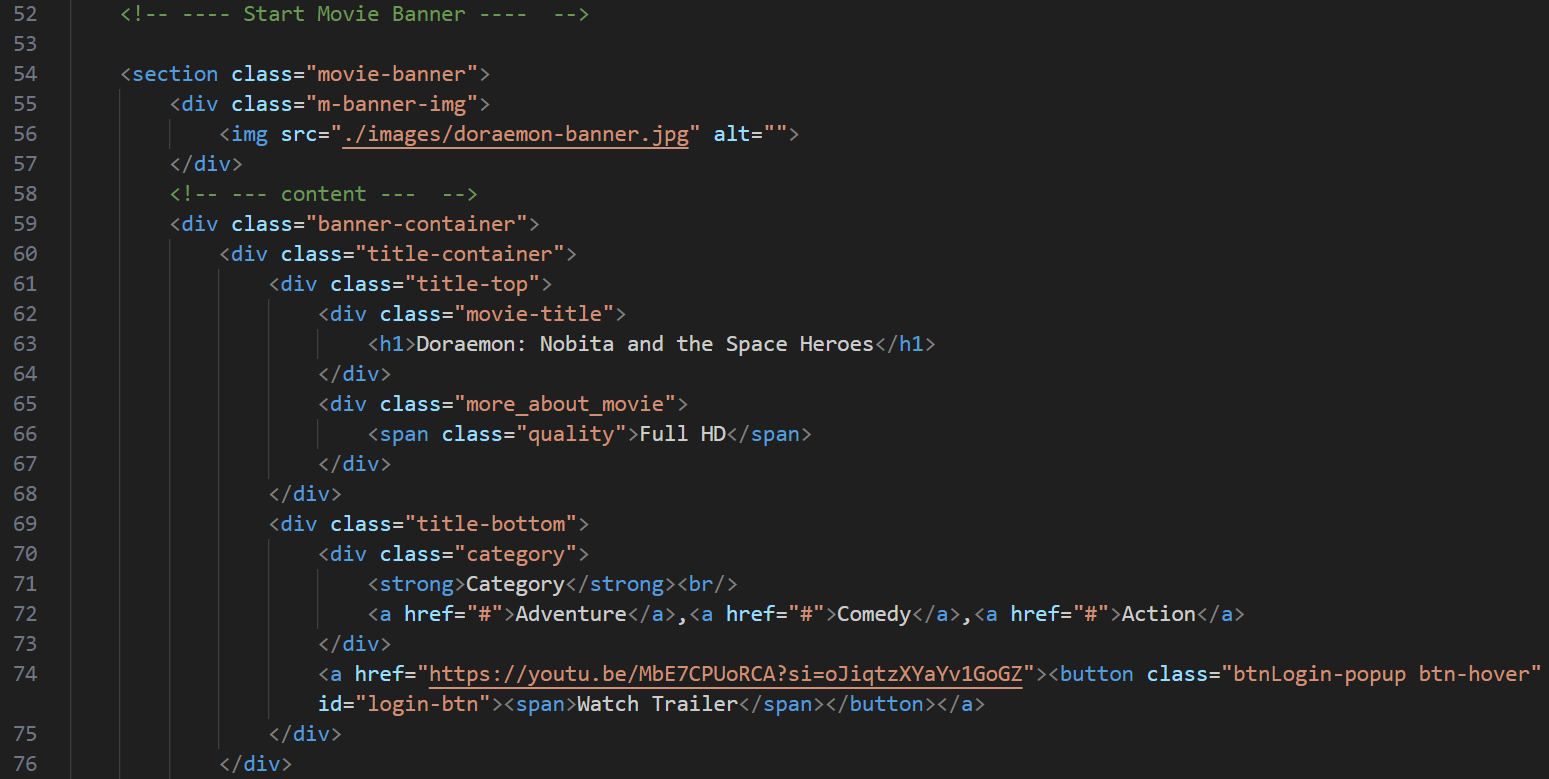 52 <!-- ---- Start Movie Banner ----  -->
53
54 <section class="movie-banner">
55 <div class="m-banner-img">
56 <img src="./images/doraemon-banner.jpg" alt="">
57 </div>
58 <!-- --- content ---  -->
59 <div class="banner-container">
60 <div class="title-container">
61 <div class="title-top">
62 <div class="movie-title">
63 <h1>Doraemon: Nobita and the Space Heroes</h1>
64 </div>
65 <div class="more_about_movie">
66 <span class="quality">Full HD</span>
67 </div>
68 </div>
69 <div class="title-bottom">
70 <div class="category">
71 <strong>Category</strong><br/>
72 <a href="#">Adventure</a>,<a href="#">Comedy</a>,<a href="#">Action</a>
73 </div>
74 <a href="https://youtu.be/MbE7CPUoRCA?si=oJiqtzXYaYv1GoGZ"><button class="btnLogin-popup btn-hover"
id="login-btn"><span>Watch Trailer</span></button></a>
75 </div>
76 </div>